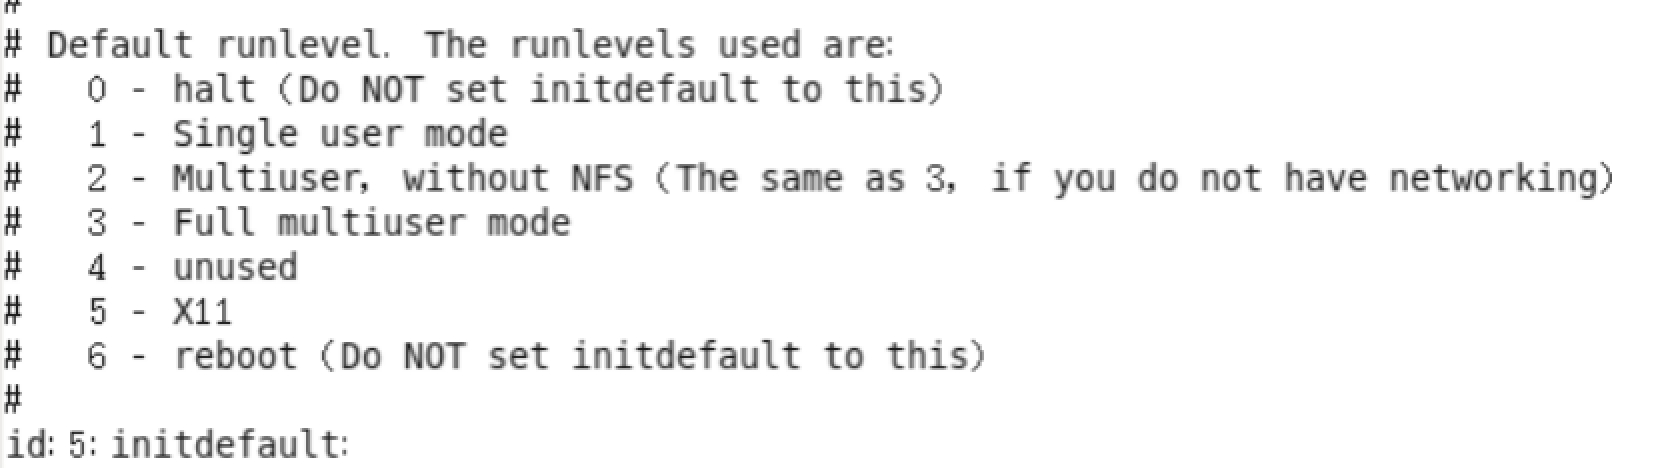 #
# Default runlevel. The runlevels used are:
#   0 - halt (Do NOT set initdefault to this)
#   1 - Single user mode
#   2 - Multiuser, without NFS (The same as 3, if you do not have networking)
#   3 - Full multiuser mode
#   4 - unused
#   5 - X11
#   6 - reboot (Do NOT set initdefault to this)
#
id:5:initdefault: